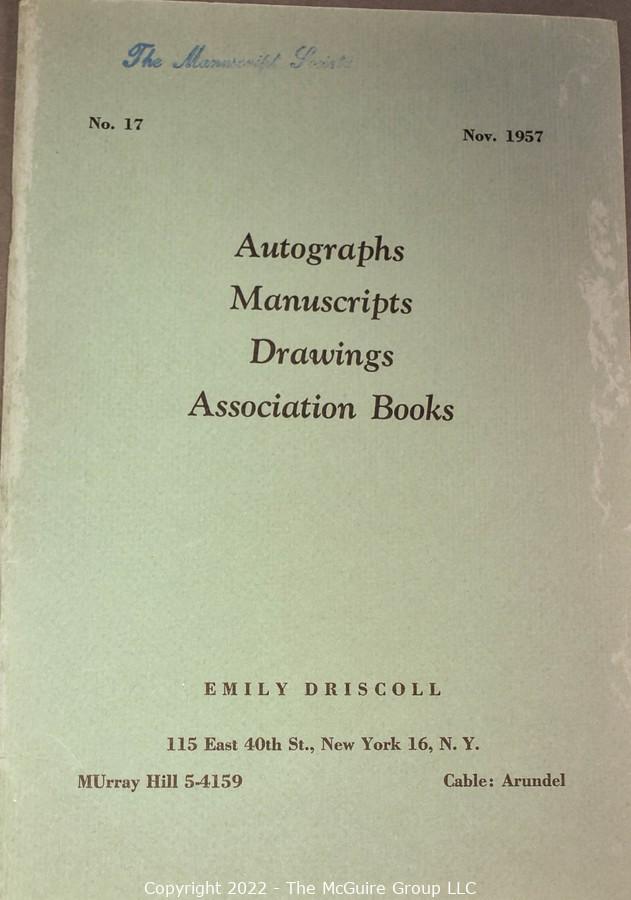 The Manuscript Society
No. 17
Nov. 1957
Autographs
Manuscripts
Drawings
Association Books
EMILY DRISCOLL
115 East 40th St., New York 16, N. Y.
MUrray Hill 5-4159
Cable: Arundel
Copyright 2022 - The McGuire Group LLC